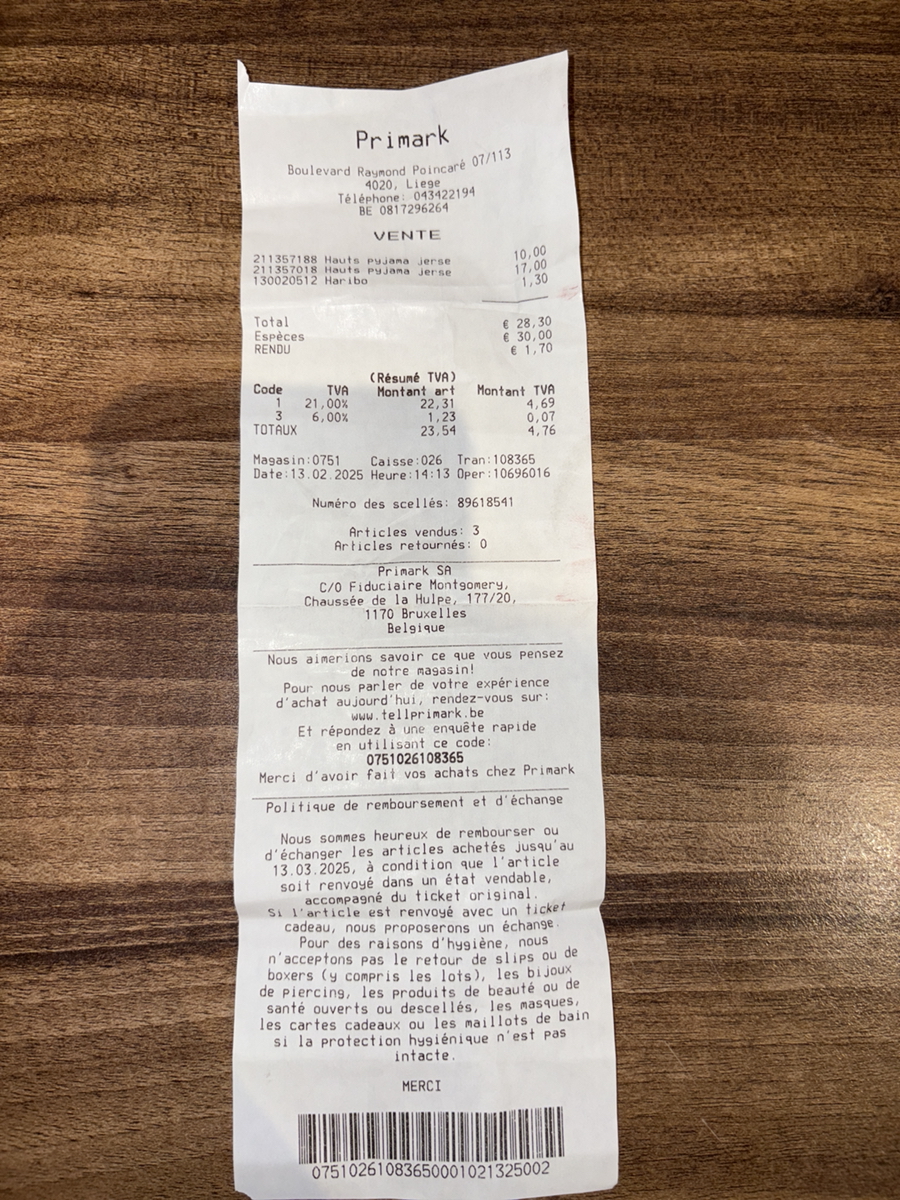 Primark
Boulevard Raymond Poincaré 07/113
4020, Liege
Téléphone: 043422194
BE 0817296264
VENTE
211357188 Hauts pyjama jerse 10,00
211357018 Hauts pyjama jerse 17,00
130020512 Haribo 1,30
Total € 28,30
Espèces € 30,00
RENDU € 1,70
(Résumé TVA)
Code TVA Montant art Montant TVA
1 21,00% 22,31 4,69
3 6,00% 1,23 0,07
TOTAUX 23,54 4,76
Magasin:0751 Caisse:026 Tran:108365
Date:13.02.2025 Heure:14:13 Oper:10696016
Numéro des scellés: 89618541
Articles vendus: 3
Articles retournés: 0
Primark SA
C/O Fiduciaire Montgomery,
Chaussée de la Hulpe, 177/20,
1170 Bruxelles
Belgique
Nous aimerions savoir ce que vous pensez
de notre magasin!
Pour nous parler de votre expérience
d'achat aujourd'hui, rendez-vous sur:
www.tellprimark.be
Et répondez à une enquête rapide
en utilisant ce code:
0751026108365
Merci d'avoir fait vos achats chez Primark
Politique de remboursement et d'échange
Nous sommes heureux de rembourser ou
d'échanger les articles achetés jusqu'au
13.03.2025, à condition que l'article
soit renvoyé dans un état vendable,
accompagné du ticket original.
Si l'article est renvoyé avec un ticket
cadeau, nous proposerons un échange.
Pour des raisons d'hygiène, nous
n'acceptons pas le retour de slips ou de
boxers (y compris les lots), les bijoux
de piercing, les produits de beauté ou de
santé ouverts ou descellés, les masques,
les cartes cadeaux ou les maillots de bain
si la protection hygiénique n'est pas
intacte.
MERCI
0751026108365000102132​5002